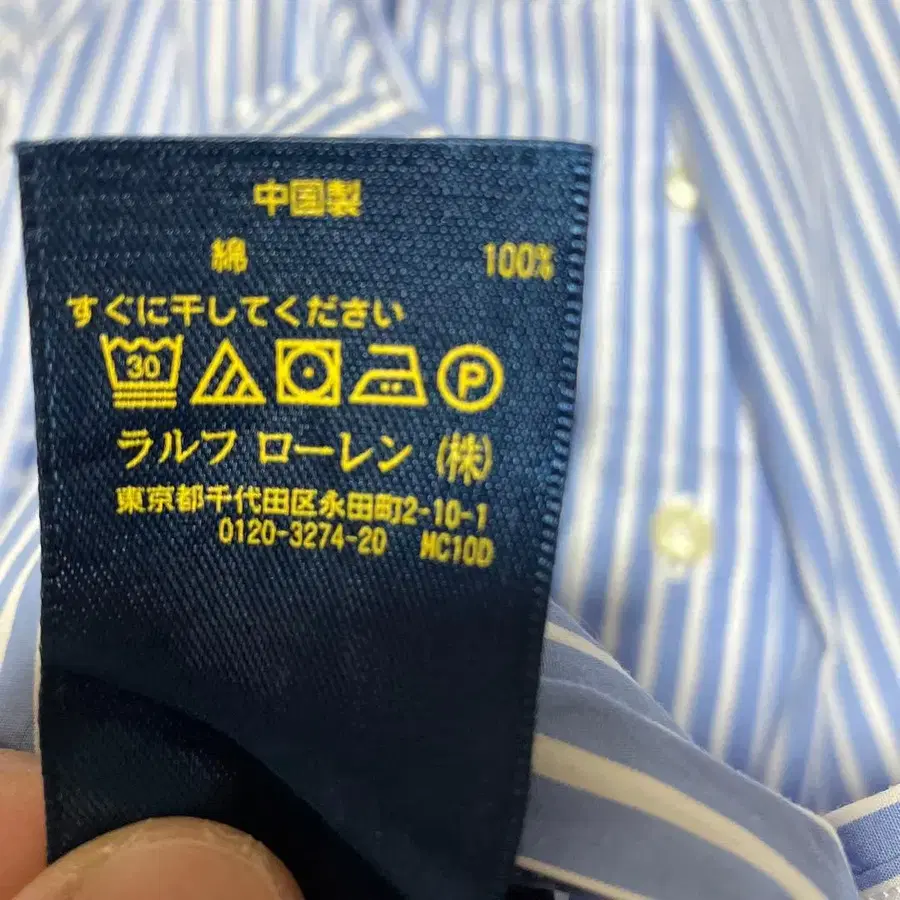 中国製
綿 100%
すぐに干してください
30 P
ラルフ ローレン (株)
東京都千代田区永田町2-10-1
0120-3274-20 MC10D